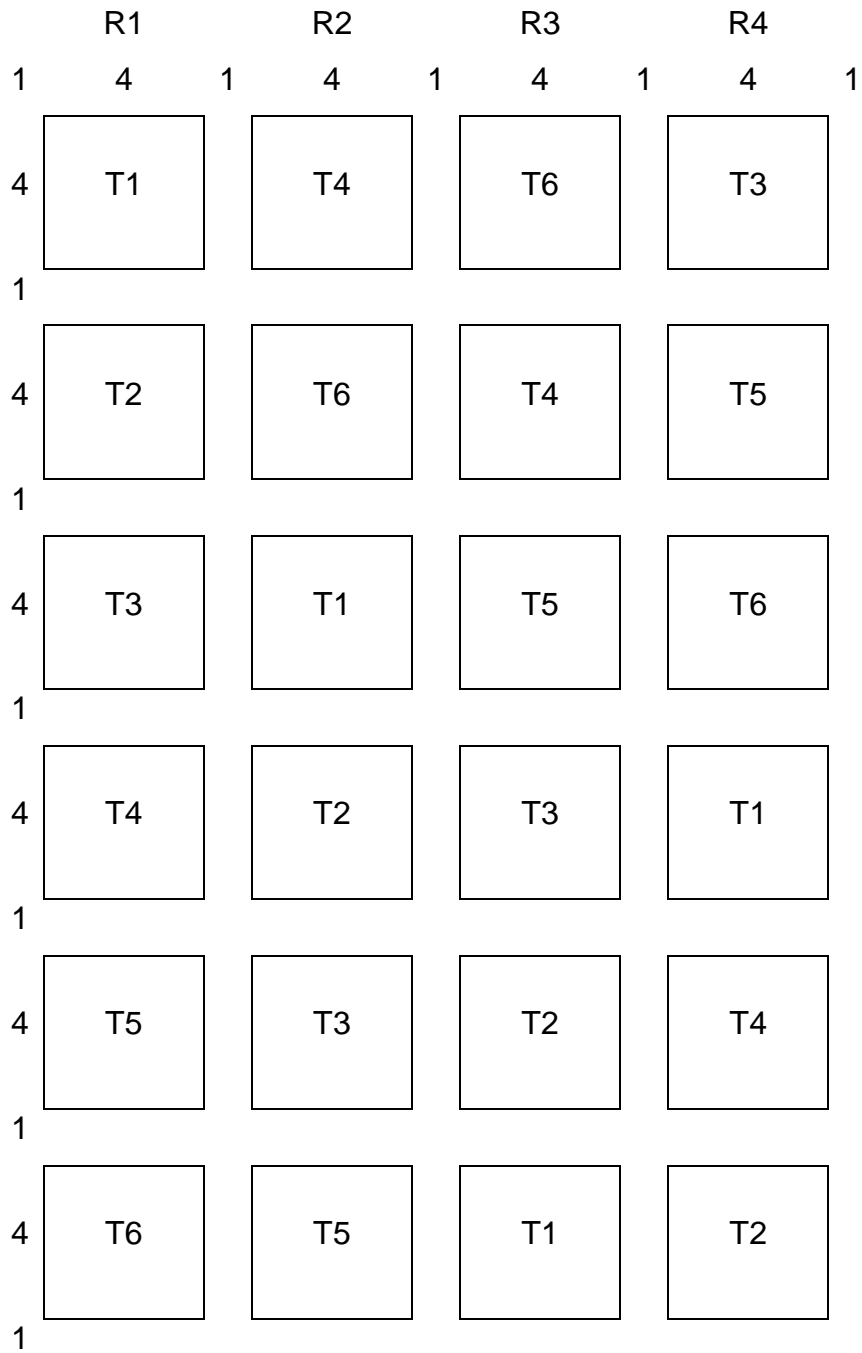 R1 R2 R3 R4
1 4 1 4 1 4 1 4 1
4 T1 T4 T6 T3
1
4 T2 T6 T4 T5
1
4 T3 T1 T5 T6
1
4 T4 T2 T3 T1
1
4 T5 T3 T2 T4
1
4 T6 T5 T1 T2
1